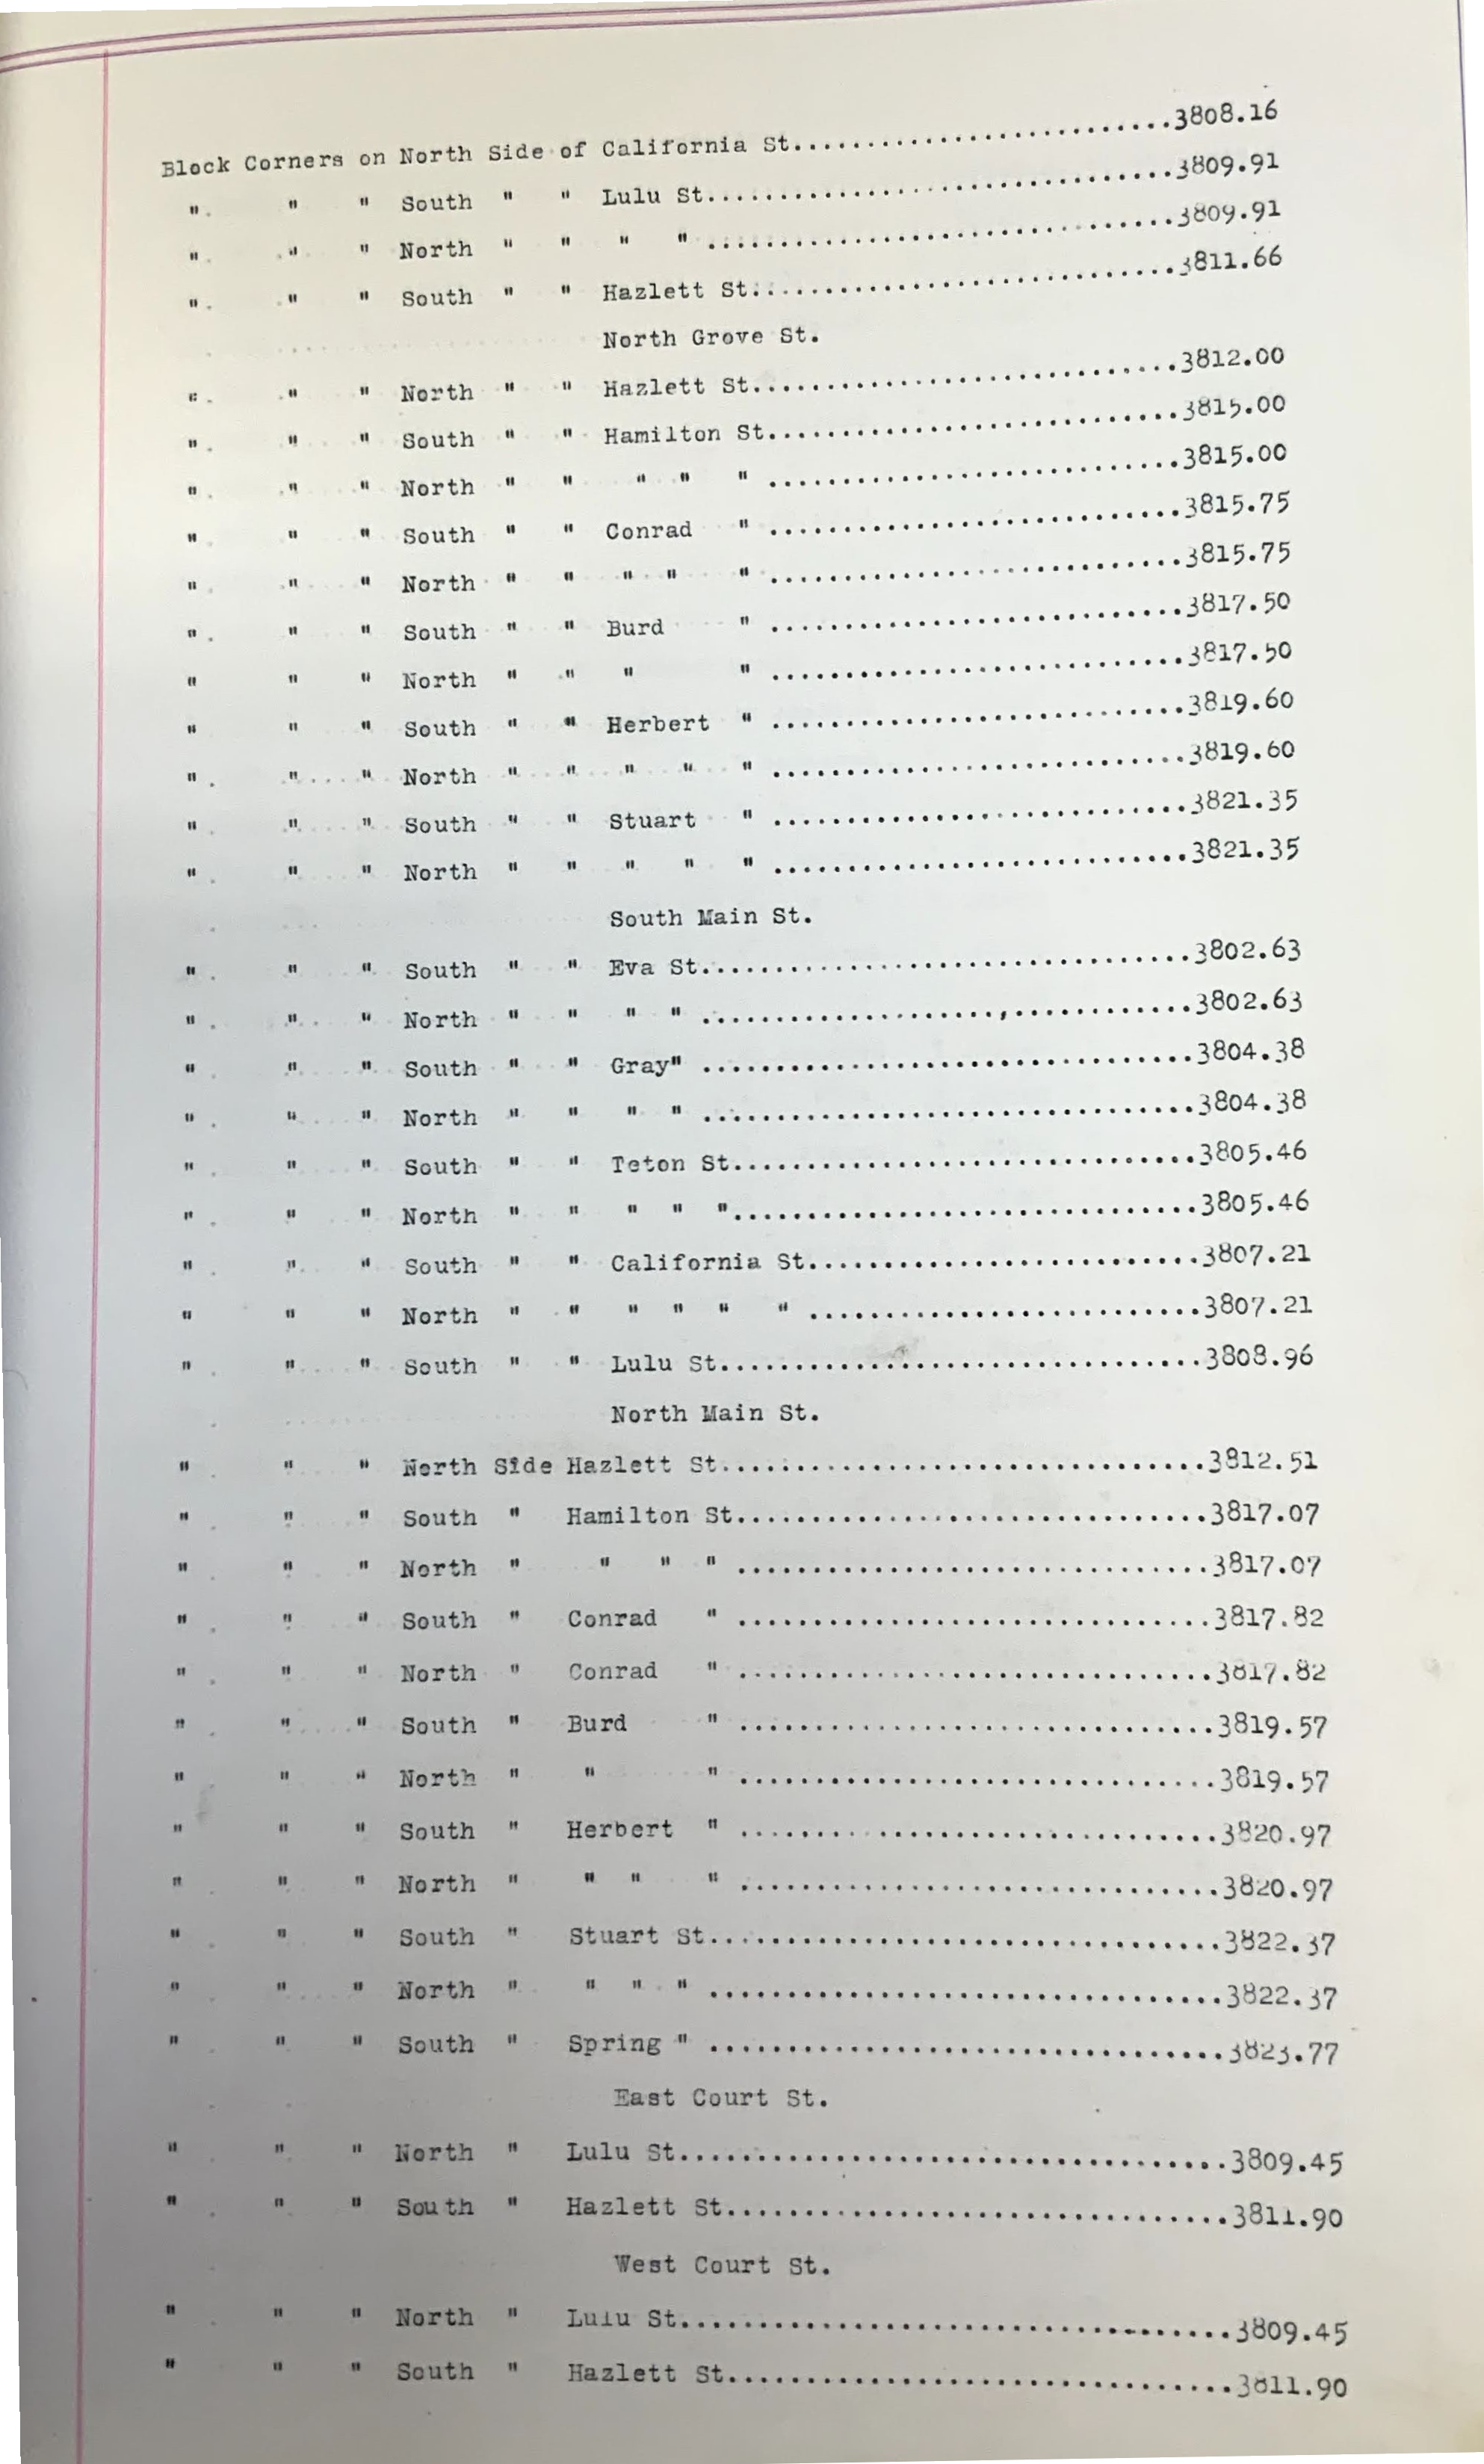 Block Corners on North Side of California St..........................3808.16
" " " South " " Lulu St................................3809.91
" " " North " " " " ................................3809.91
" " " South " " Hazlett St.............................3811.66
North Grove St.
" " " North " " Hazlett St.............................3812.00
" " " South " " Hamilton St............................3815.00
" " " North " " " " " ............................3815.00
" " " South " " Conrad " ............................3815.75
" " " North " " " " " ............................3815.75
" " " South " " Burd " ............................3817.50
" " " North " " " " ............................3817.50
" " " South " " Herbert " ............................3819.60
" " " North " " " " " ............................3819.60
" " " South " " Stuart " ............................3821.35
" " " North " " " " " ............................3821.35
South Main St.
" " " South " " Eva St.................................3802.63
" " " North " " " " ....................,............3802.63
" " " South " " Gray" .................................3804.38
" " " North " " " " .................................3804.38
" " " South " " Teton St...............................3805.46
" " " North " " " " "...............................3805.46
" " " South " " California St..........................3807.21
" " " North " " " " " " ..........................3807.21
" " " South " " Lulu St................................3808.96
North Main St.
" " " North Side Hazlett St................................3812.51
" " " South " Hamilton St...............................3817.07
" " " North " " " " ................................3817.07
" " " South " Conrad " ................................3817.82
" " " North " Conrad " ................................3817.82
" " " South " Burd " ................................3819.57
" " " North " " " ................................3819.57
" " " South " Herbert " ................................3820.97
" " " North " " " " ................................3820.97
" " " South " Stuart St..................................3822.37
" " " North " " " " ..................................3822.37
" " " South " Spring " ..................................3823.77
East Court St.
" " " North " Lulu St....................................3809.45
" " " South " Hazlett St.................................3811.90
West Court St.
" " " North " Lulu St....................................3809.45
" " " South " Hazlett St.................................3811.90